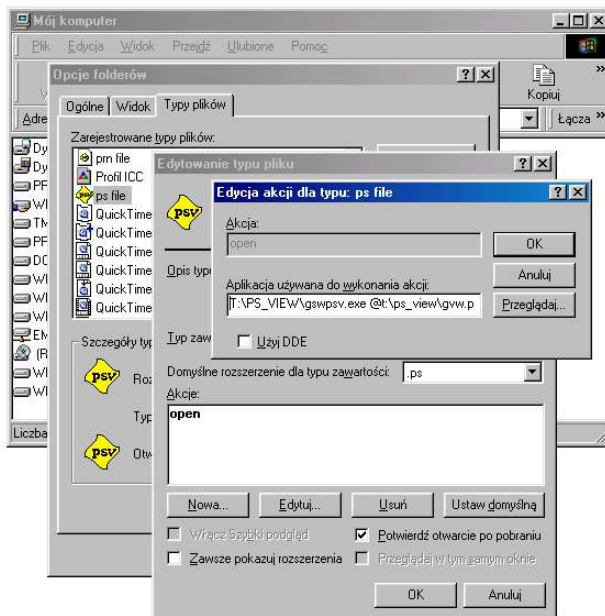 Mój komputer
Plik Edycja Widok Przejdź Ulubione Pomoc
Opcje folderów
Kopiuj
»
Ogólne Widok Typy plików
Łącza »
Zarejestrowane typy plików:
prn file
Profil ICC
ps file
QuickTime
QuickTime
QuickTime
QuickTime
QuickTime
QuickTime
Edytowanie typu pliku
PSV
Edycja akcji dla typu: ps file
Akcja:
open
OK
Anuluj
Aplikacja używana do wykonania akcji:
T:\PS_VIEW\gswpsv.exe @t:\ps_view\gvw.p
Przeglądaj...
Użyj DDE
Opis typu
Typ zaw
Szczegóły typ
PSV
Roz
Typ
PSV
Otw
Domyślne rozszerzenie dla typu zawartości:
.ps
Akcje:
open
Liczba
Nowa... Edytuj... Usuń Ustaw domyślną
Włącz Szybki podgląd
Potwierdź otwarcie po pobraniu
Zawsze pokazuj rozszerzenia
Przeglądaj w tym samym oknie
OK Anuluj